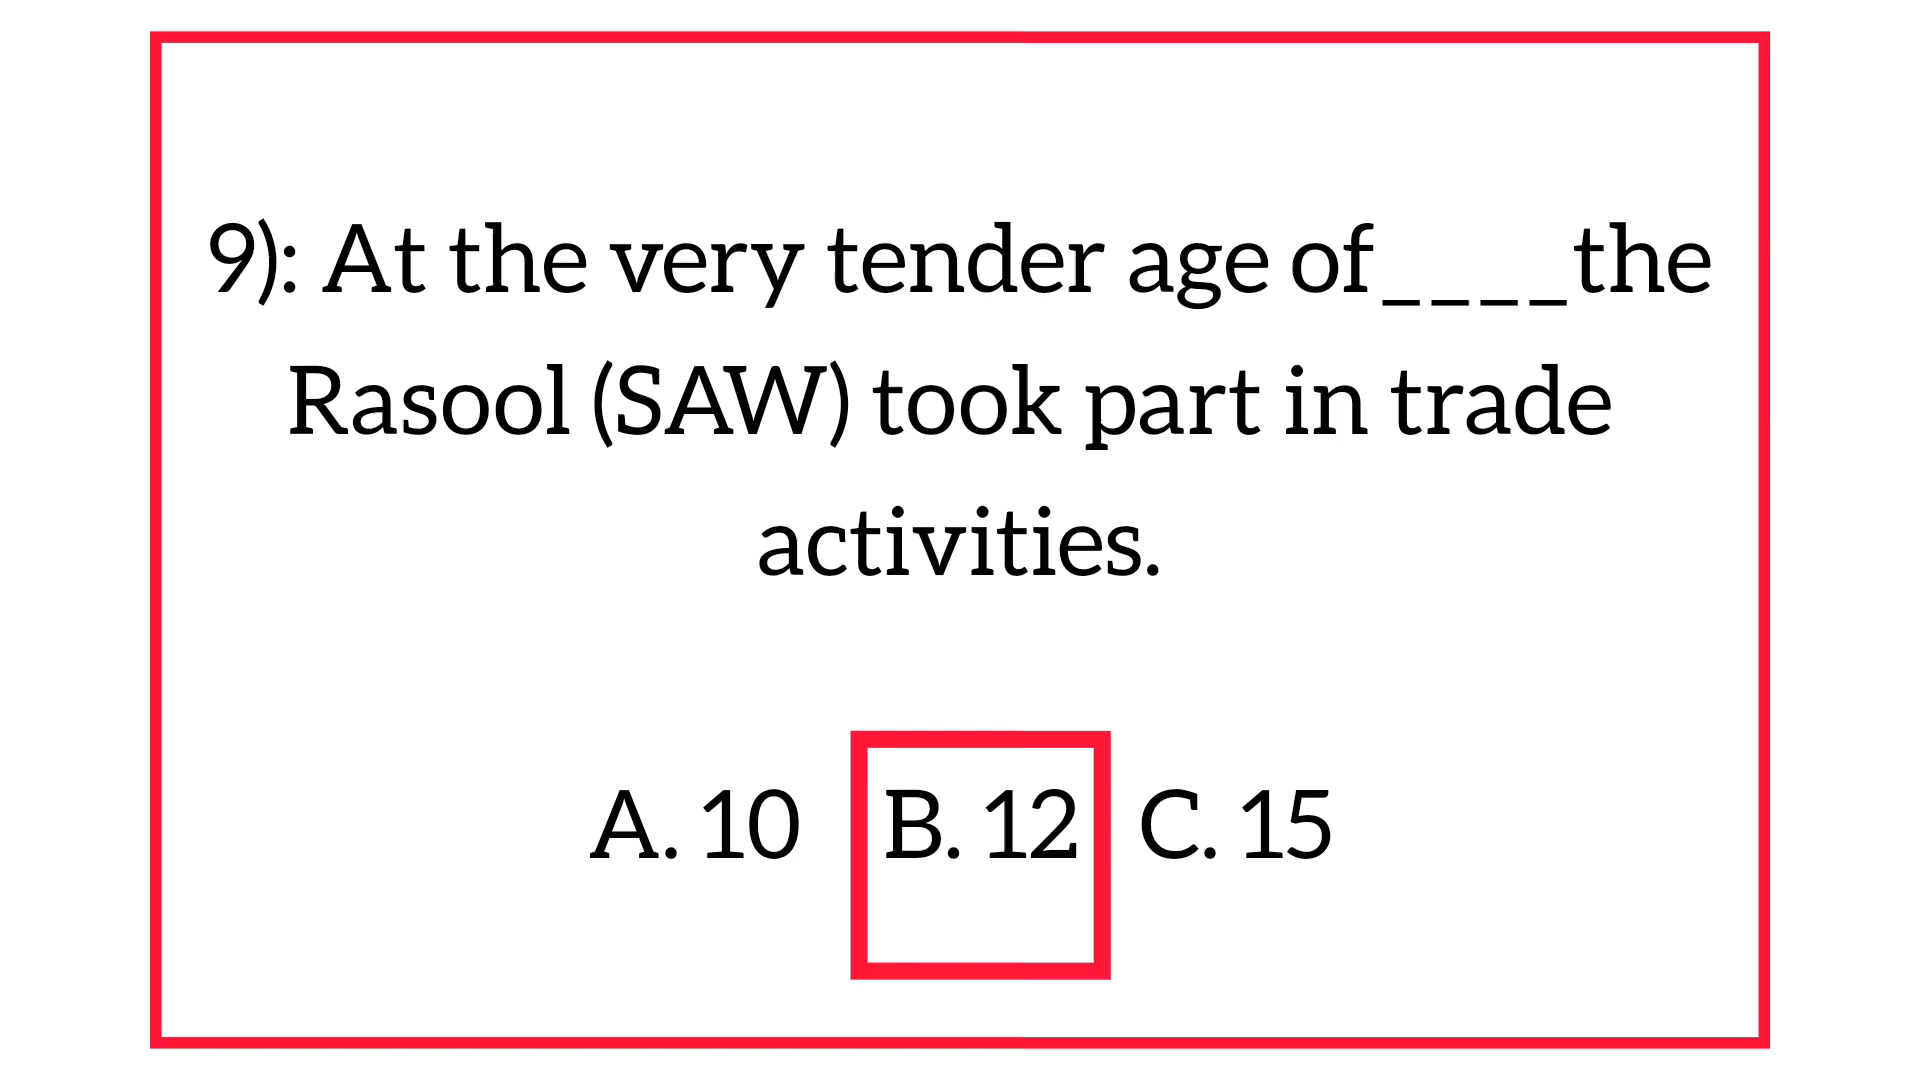 9): At the very tender age of____the
Rasool (SAW) took part in trade
activities.
A. 10 B. 12 C. 15